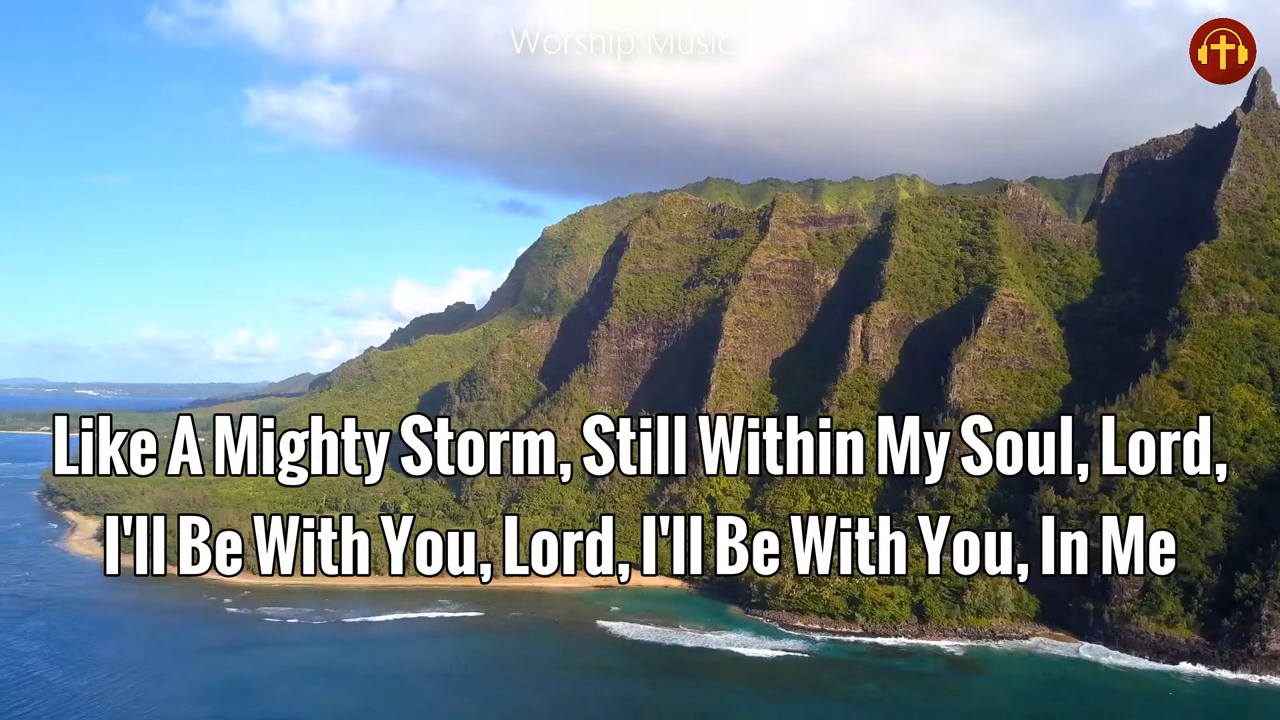 Worship Music
Like A Mighty Storm, Still Within My Soul, Lord,
I'll Be With You, Lord, I'll Be With You, In Me